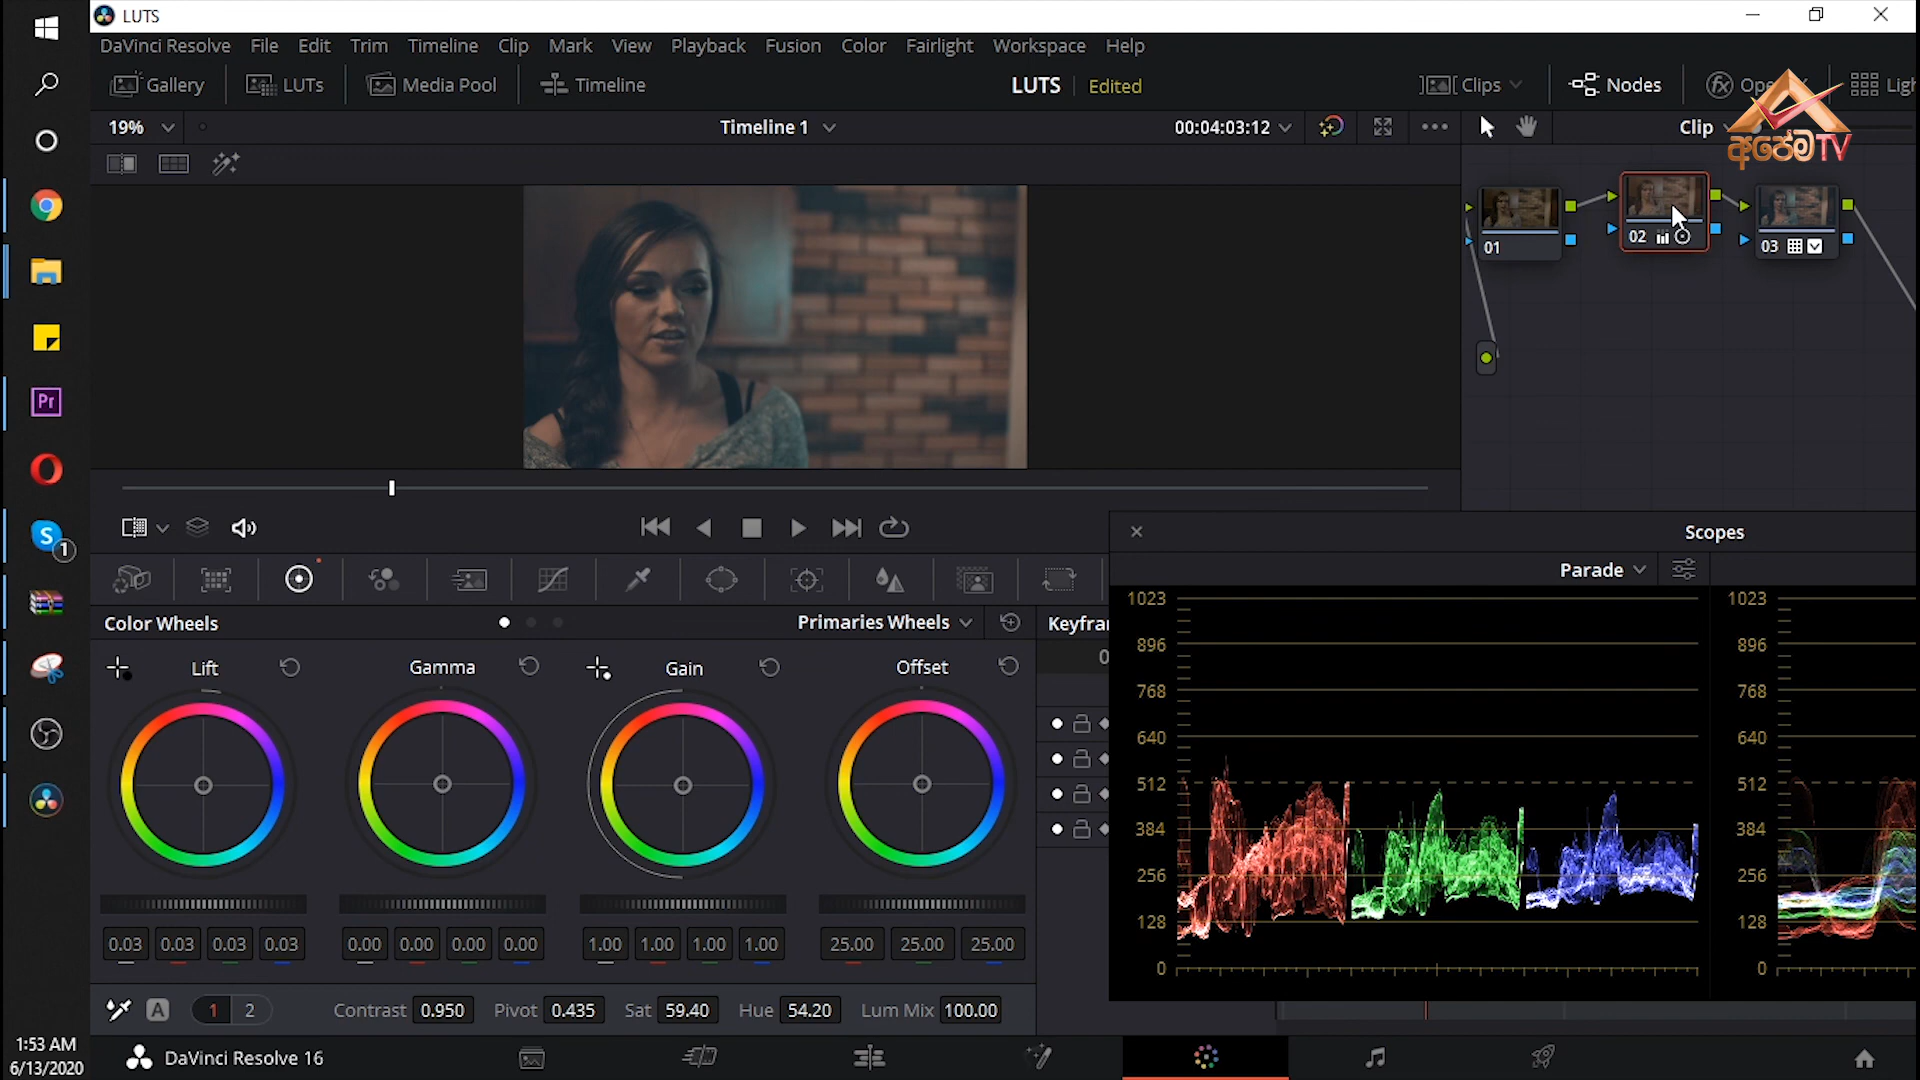 LUTS
DaVinci Resolve File Edit Trim Timeline Clip Mark View Playback Fusion Color Fairlight Workspace Help
Gallery LUTs Media Pool Timeline LUTS Edited Clips Nodes
19% Timeline 1 00:04:03:12 Clip
අපේම TV
01 02 03
Scopes
Parade
Color Wheels Primaries Wheels
Lift Gamma Gain Offset
1023 1023
896 896
768 768
640 640
512 512
384 384
256 256
128 128
0 0
0.03 0.03 0.03 0.03 0.00 0.00 0.00 0.00 1.00 1.00 1.00 1.00 25.00 25.00 25.00
A 1 2 Contrast 0.950 Pivot 0.435 Sat 59.40 Hue 54.20 Lum Mix 100.00
Pr
S 1
1:53 AM
6/13/2020
DaVinci Resolve 16